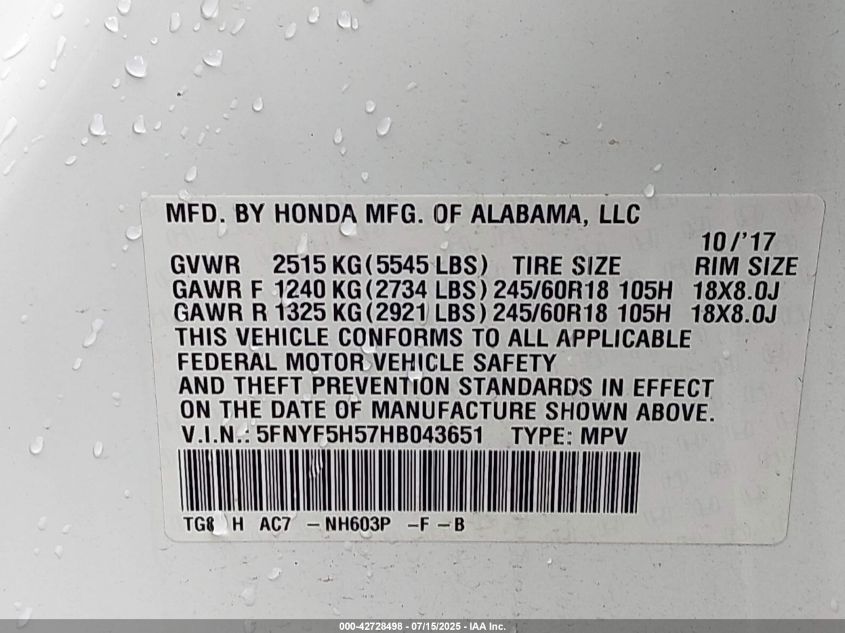 MFD. BY HONDA MFG. OF ALABAMA, LLC
10/'17
GVWR 2515 KG (5545 LBS) TIRE SIZE RIM SIZE
GAWR F 1240 KG (2734 LBS) 245/60R18 105H 18X8.0J
GAWR R 1325 KG (2921 LBS) 245/60R18 105H 18X8.0J
THIS VEHICLE CONFORMS TO ALL APPLICABLE
FEDERAL MOTOR VEHICLE SAFETY
AND THEFT PREVENTION STANDARDS IN EFFECT
ON THE DATE OF MANUFACTURE SHOWN ABOVE.
V.I.N.: 5FNYF5H57HB043651 TYPE: MPV
TG8 H AC7 – NH603P – F – B
000-42728498 - 07/15/2025 - IAA Inc.